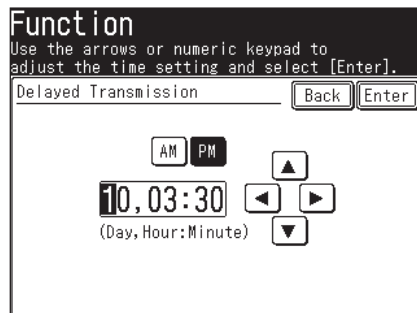 Function
Use the arrows or numeric keypad to
adjust the time setting and select [Enter].
Delayed Transmission Back Enter
AM PM
10,03:30
(Day,Hour:Minute)